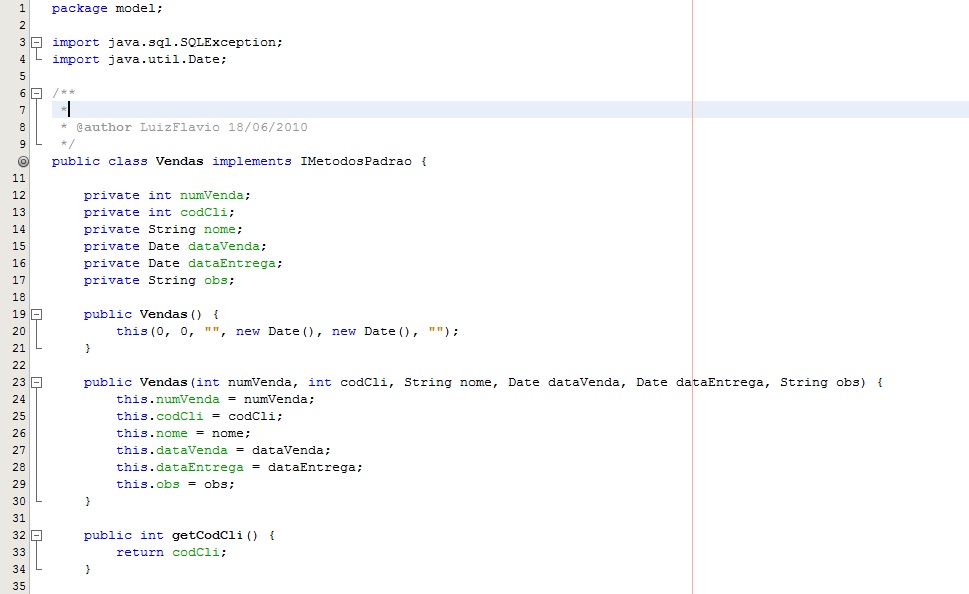 1 package model;
2
3 import java.sql.SQLException;
4 import java.util.Date;
5
6 /**
7  *
8  * @author LuizFlavio 18/06/2010
9  */
public class Vendas implements IMetodosPadrao {
11
12     private int numVenda;
13     private int codCli;
14     private String nome;
15     private Date dataVenda;
16     private Date dataEntrega;
17     private String obs;
18
19     public Vendas() {
20         this(0, 0, "", new Date(), new Date(), "");
21     }
22
23     public Vendas(int numVenda, int codCli, String nome, Date dataVenda, Date dataEntrega, String obs) {
24         this.numVenda = numVenda;
25         this.codCli = codCli;
26         this.nome = nome;
27         this.dataVenda = dataVenda;
28         this.dataEntrega = dataEntrega;
29         this.obs = obs;
30     }
31
32     public int getCodCli() {
33         return codCli;
34     }
35